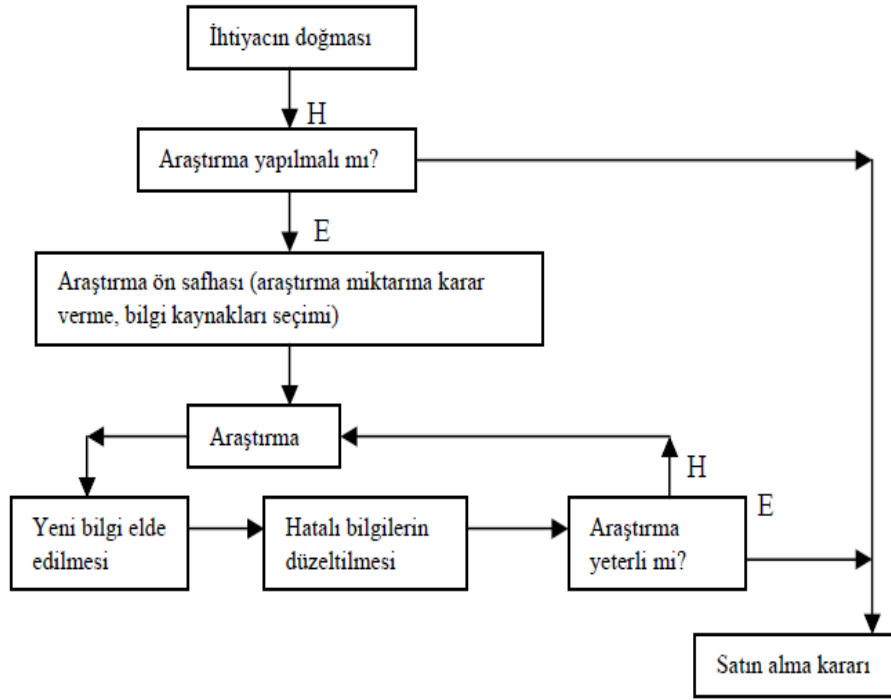 İhtiyacın doğması
H
Araştırma yapılmalı mı?
E
Araştırma ön safhası (araştırma miktarına karar
verme, bilgi kaynakları seçimi)
Araştırma
H
E
Yeni bilgi elde
edilmesi
Hatalı bilgilerin
düzeltilmesi
Araştırma
yeterli mi?
Satın alma kararı